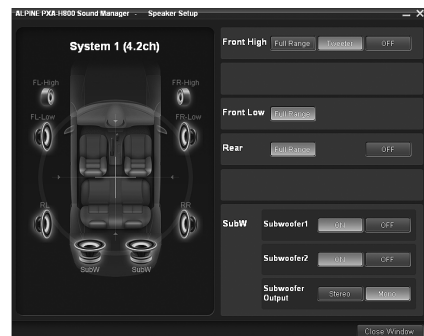 ALPINE PXA-H800 Sound Manager - Speaker Setup
System 1 (4.2ch)
FL-High FR-High
FL-Low FR-Low
RL RR
SubW SubW
Front High Full Range Tweeter OFF
Front Low Full Range
Rear Full Range OFF
SubW Subwoofer1 ON OFF
Subwoofer2 ON OFF
Subwoofer Output Stereo Mono
Close Window